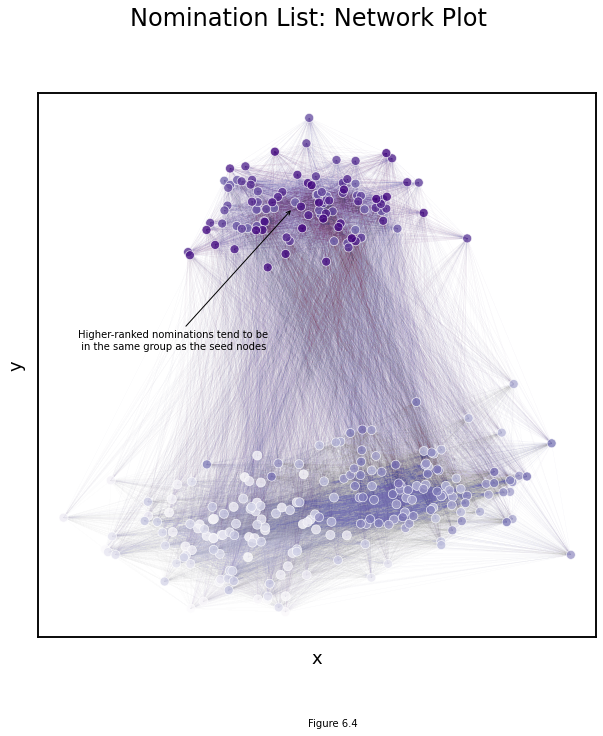 Nomination List: Network Plot
Higher-ranked nominations tend to be
in the same group as the seed nodes
y
x
Figure 6.4